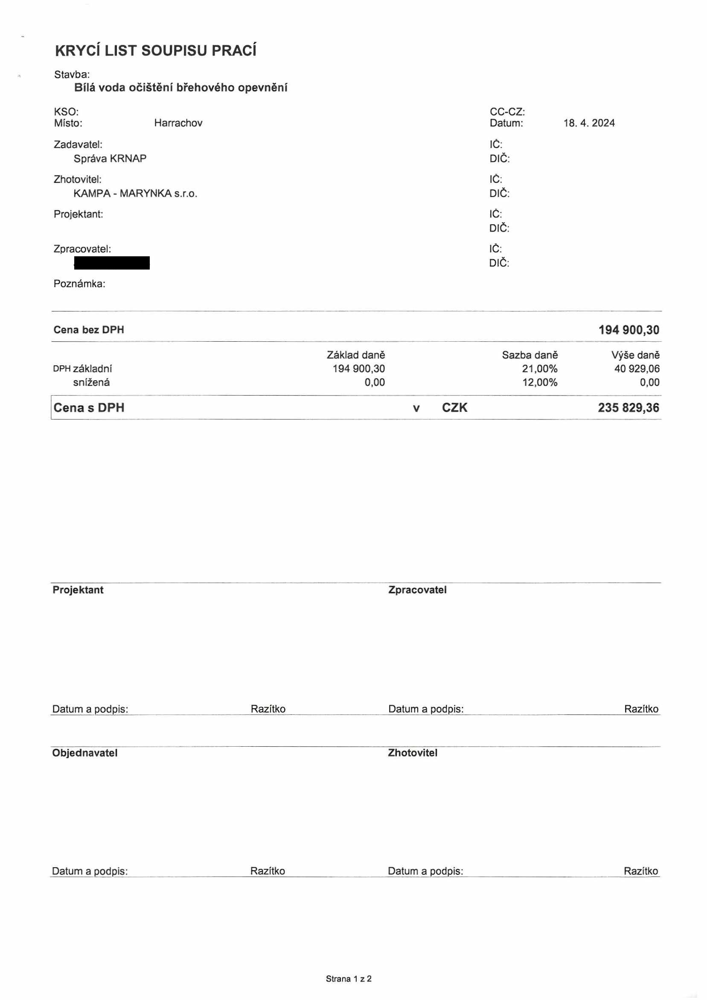 KRYCÍ LIST SOUPISU PRACÍ
Stavba:
Bílá voda očištění břehového opevnění
KSO: CC-CZ:
Místo: Harrachov Datum: 18. 4. 2024
Zadavatel: IČ:
Správa KRNAP DIČ:
Zhotovitel: IČ:
KAMPA - MARYNKA s.r.o. DIČ:
Projektant: IČ:
DIČ:
Zpracovatel: IČ:
DIČ:
Poznámka:
Cena bez DPH 194 900,30
Základ daně Sazba daně Výše daně
DPH základní 194 900,30 21,00% 40 929,06
snížená 0,00 12,00% 0,00
Cena s DPH v CZK 235 829,36
Projektant Zpracovatel
Datum a podpis: Razítko Datum a podpis: Razítko
Objednavatel Zhotovitel
Datum a podpis: Razítko Datum a podpis: Razítko
Strana 1 z 2